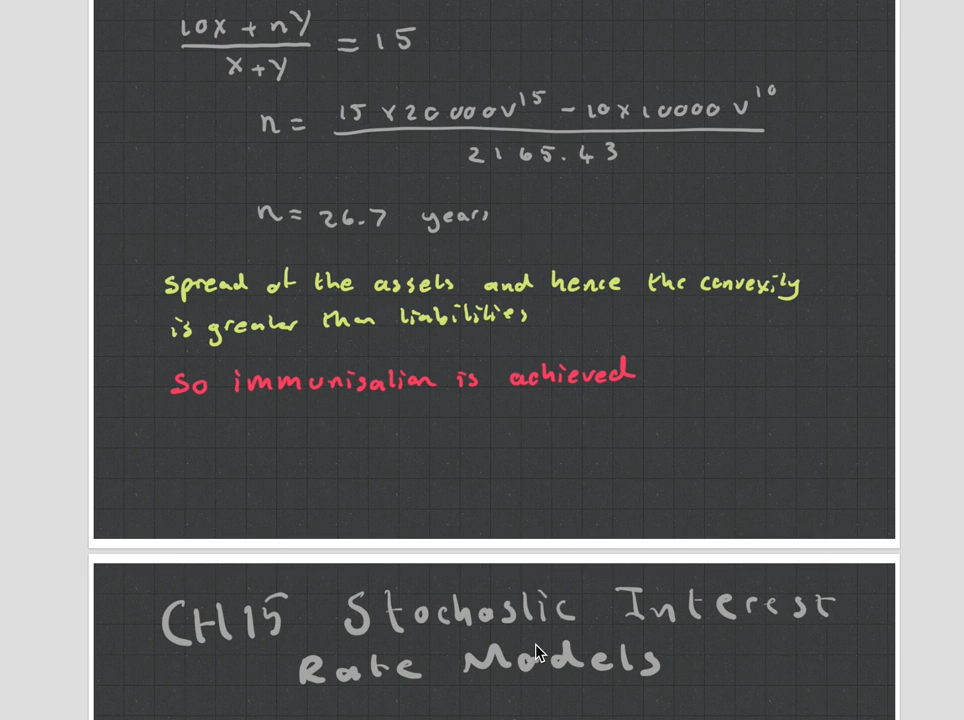 10x + nY
x + y
= 15
n = 15 x 20000v^15 - 10 x 10000 v^10
2165.43
n = 26.7 years
spread of the assets and hence the convexity
is greater than liabilities
So immunisation is achieved
CH15 Stochastic Interest
Rate Models